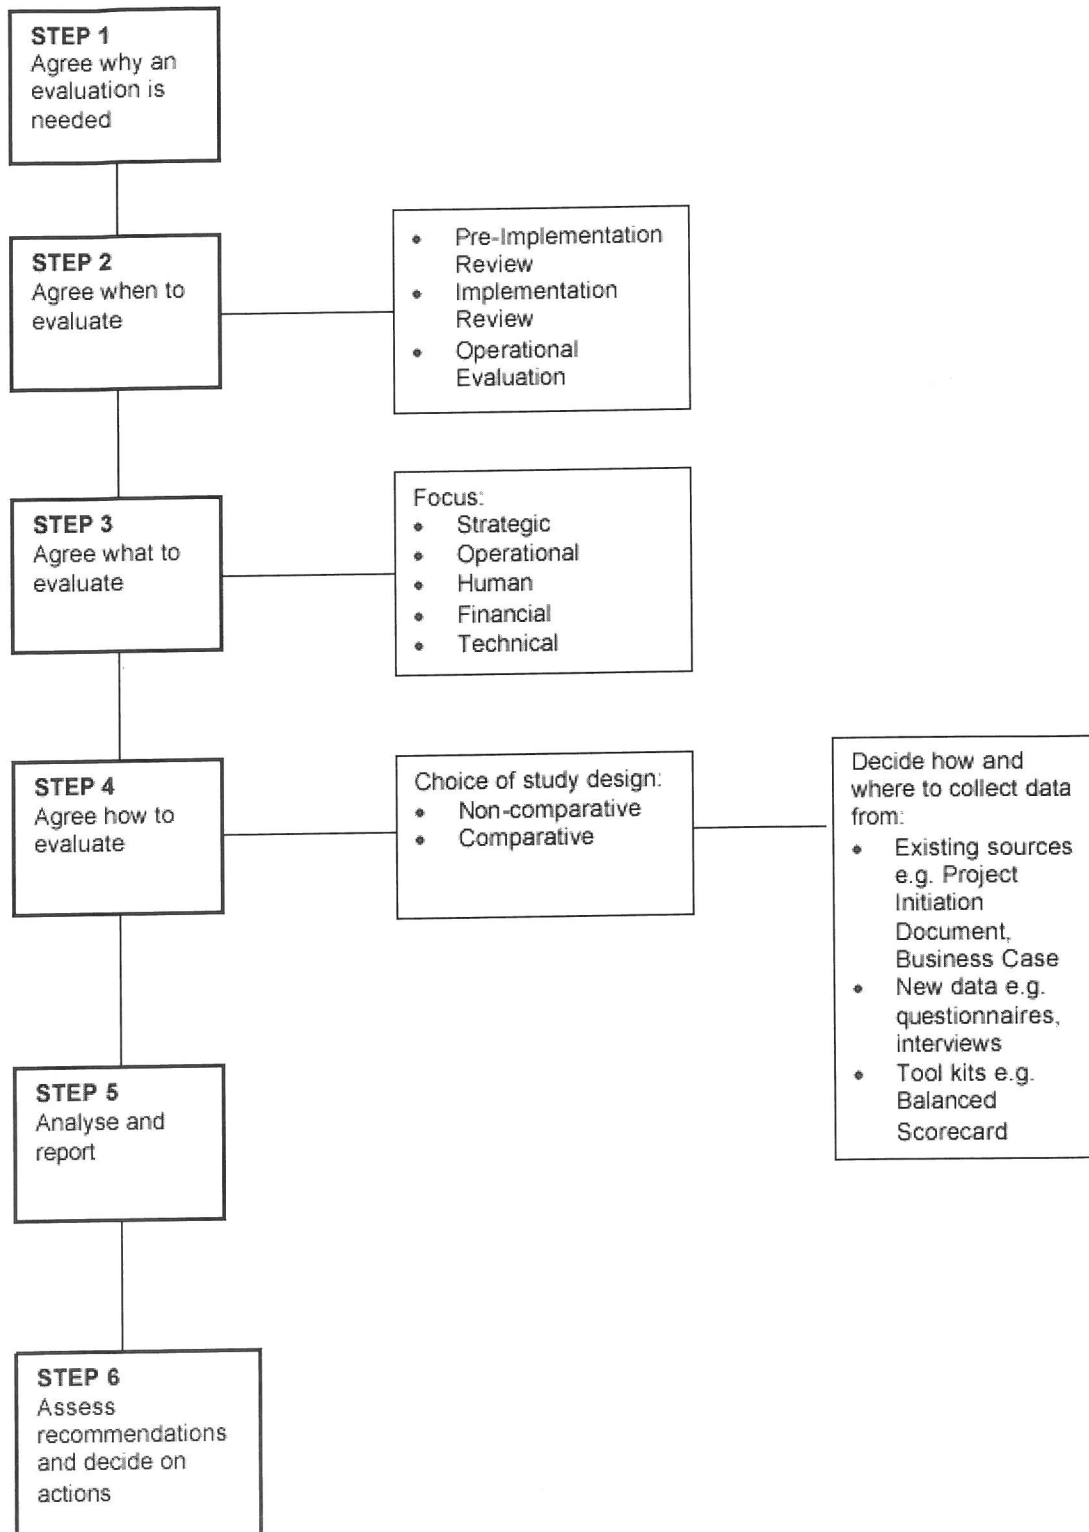 STEP 1
Agree why an
evaluation is
needed
STEP 2
Agree when to
evaluate
• Pre-Implementation
Review
• Implementation
Review
• Operational
Evaluation
STEP 3
Agree what to
evaluate
Focus:
• Strategic
• Operational
• Human
• Financial
• Technical
STEP 4
Agree how to
evaluate
Choice of study design:
• Non-comparative
• Comparative
Decide how and
where to collect data
from:
• Existing sources
e.g. Project
Initiation
Document,
Business Case
• New data e.g.
questionnaires,
interviews
• Tool kits e.g.
Balanced
Scorecard
STEP 5
Analyse and
report
STEP 6
Assess
recommendations
and decide on
actions